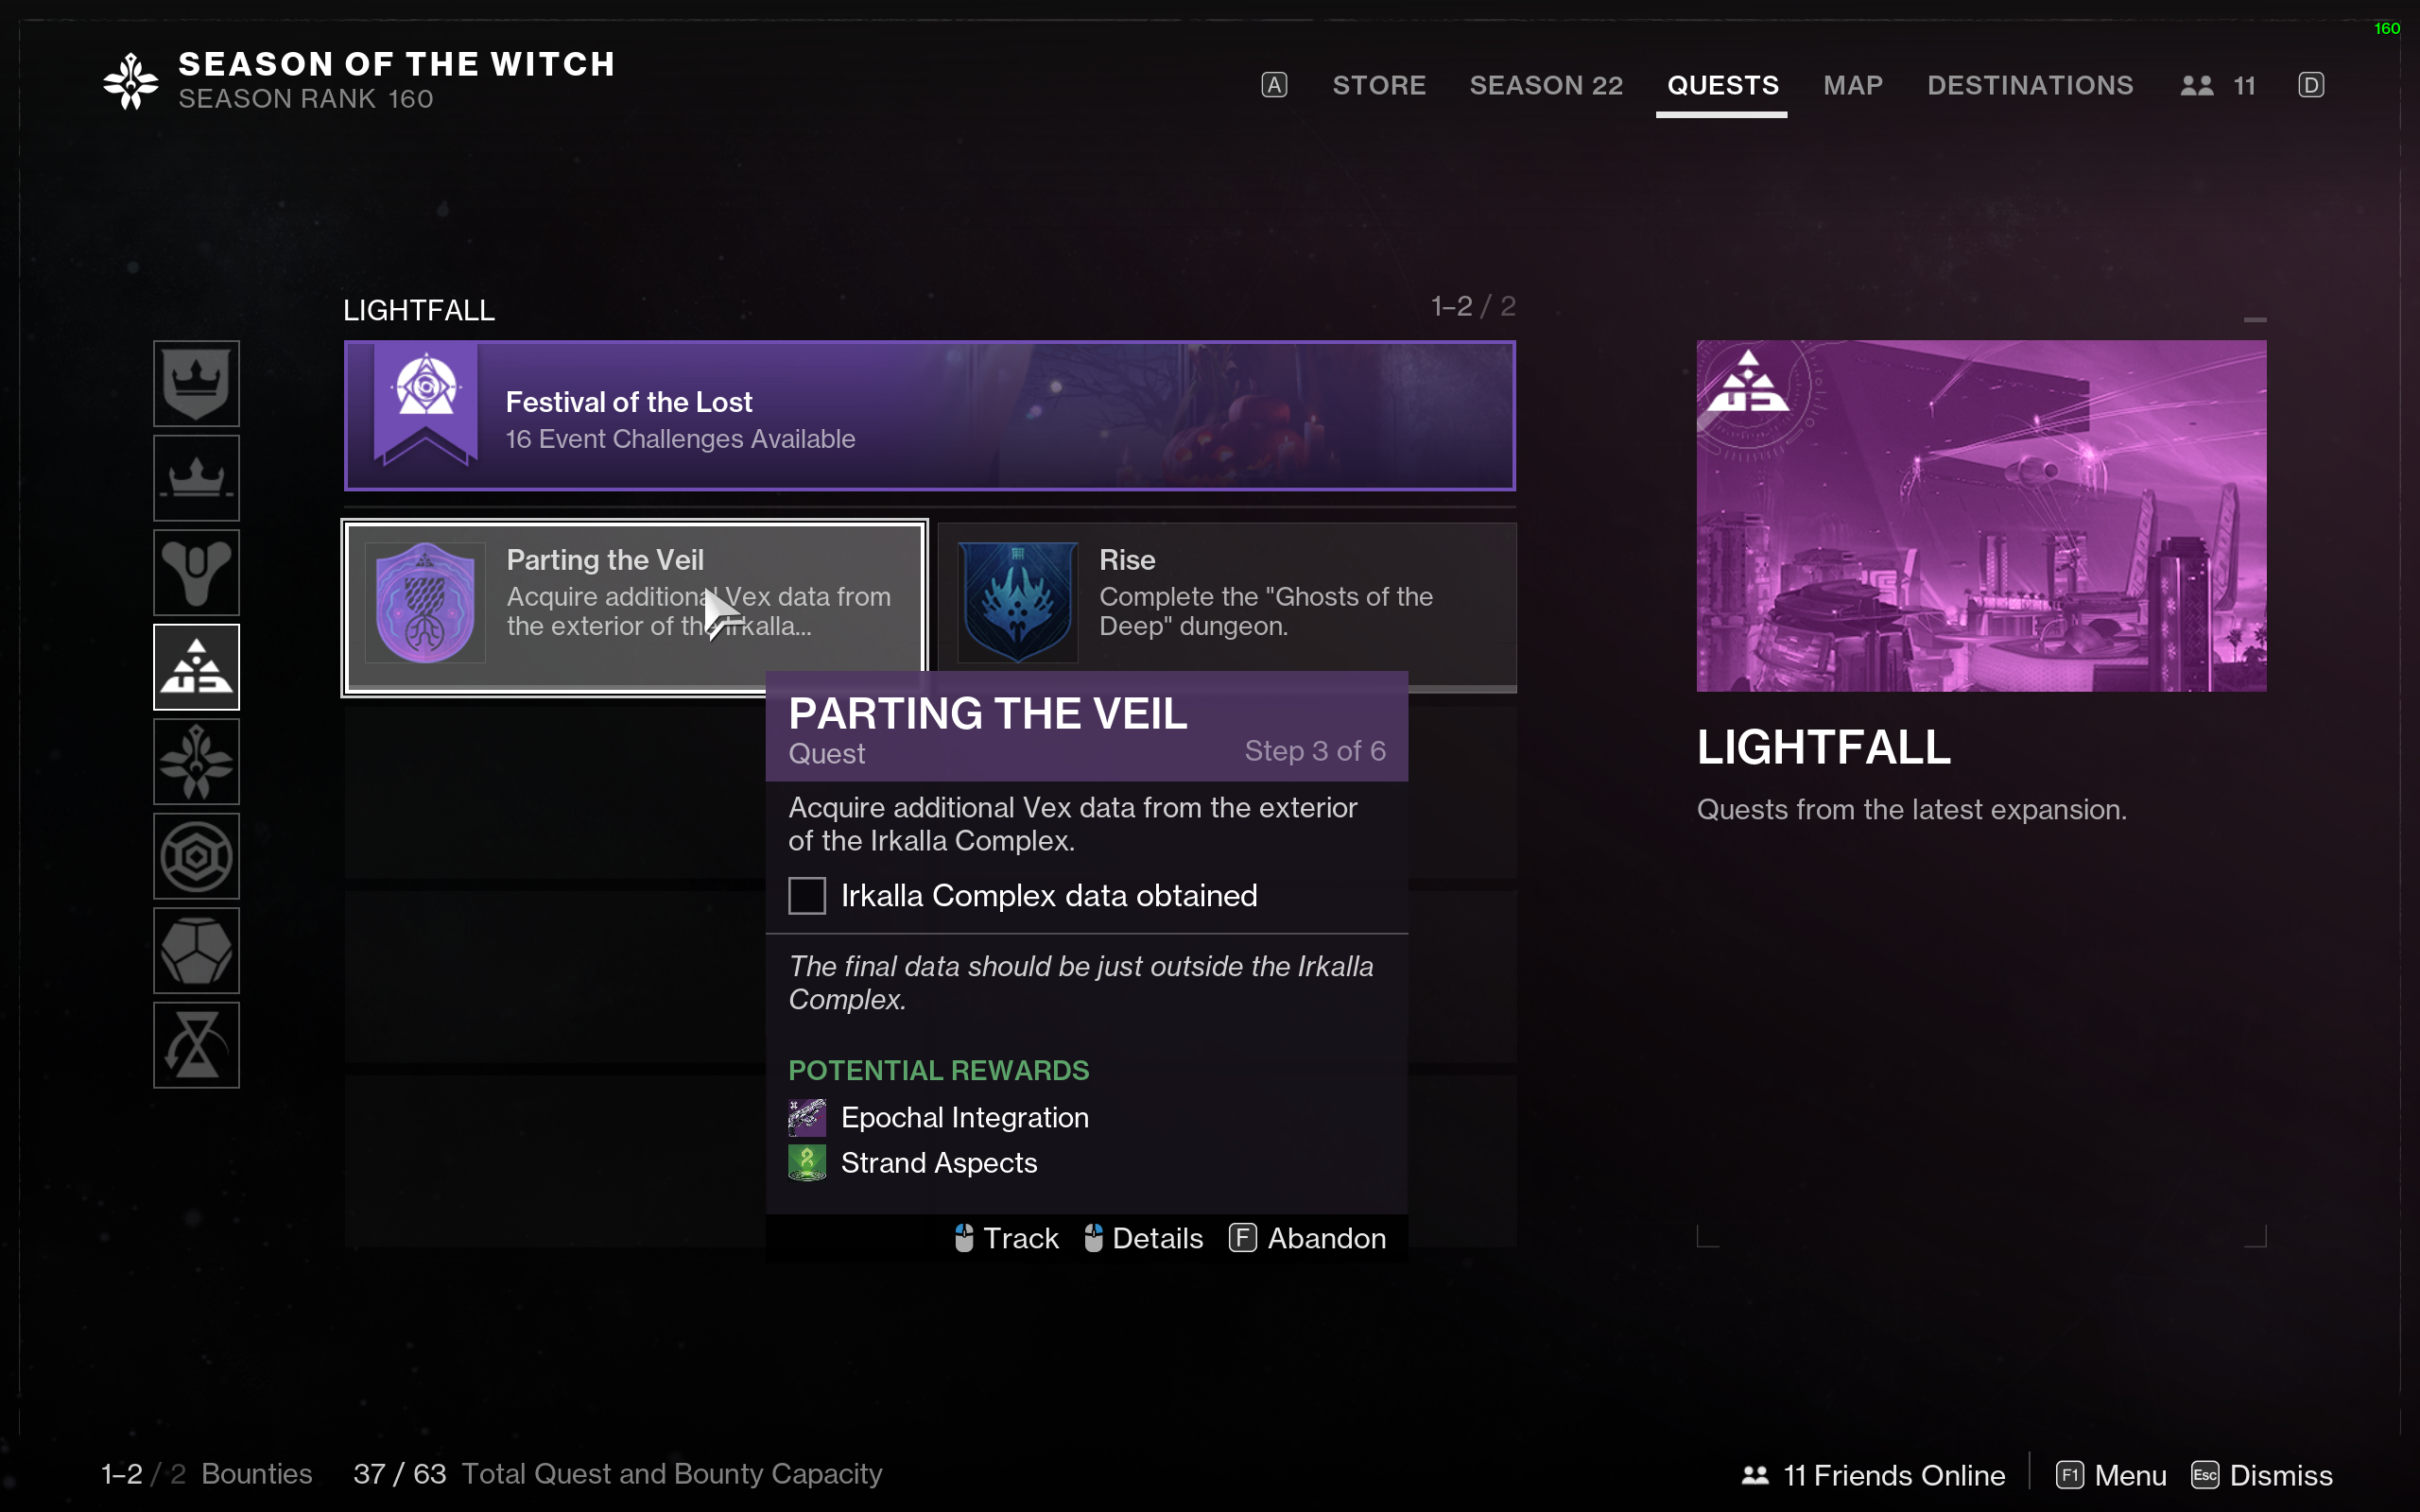 160
SEASON OF THE WITCH
SEASON RANK 160
A STORE SEASON 22 QUESTS MAP DESTINATIONS 11 D
LIGHTFALL 1–2 / 2
Festival of the Lost
16 Event Challenges Available
Parting the Veil
Acquire additional Vex data from
the exterior of the Irkalla...
Rise
Complete the "Ghosts of the
Deep" dungeon.
PARTING THE VEIL
Quest Step 3 of 6
Acquire additional Vex data from the exterior
of the Irkalla Complex.
Irkalla Complex data obtained
The final data should be just outside the Irkalla
Complex.
POTENTIAL REWARDS
Epochal Integration
Strand Aspects
Track Details F Abandon
LIGHTFALL
Quests from the latest expansion.
1–2 / 2 Bounties 37 / 63 Total Quest and Bounty Capacity
11 Friends Online F1 Menu Esc Dismiss